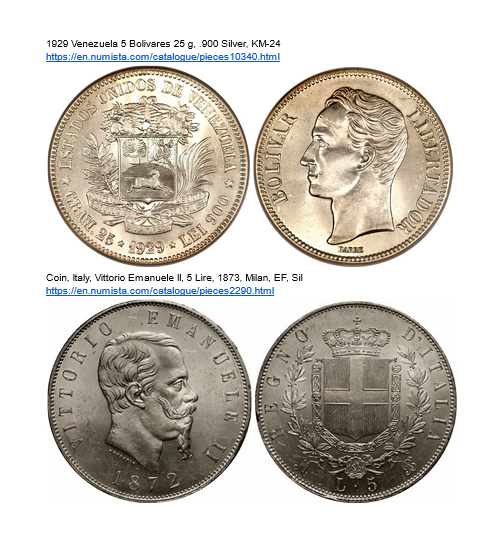 1929 Venezuela 5 Bolivares 25 g, .900 Silver, KM-24
https://en.numista.com/catalogue/pieces10340.html
ESTADOS UNIDOS DE VENEZUELA
GRAM. 25 * 1929 * LEI 900
BOLIVAR LIBERTADOR
BARRE
Coin, Italy, Vittorio Emanuele II, 5 Lire, 1873, Milan, EF, Sil
https://en.numista.com/catalogue/pieces2290.html
VITTORIO EMANUELE II
1872
REGNO D'ITALIA
L. 5